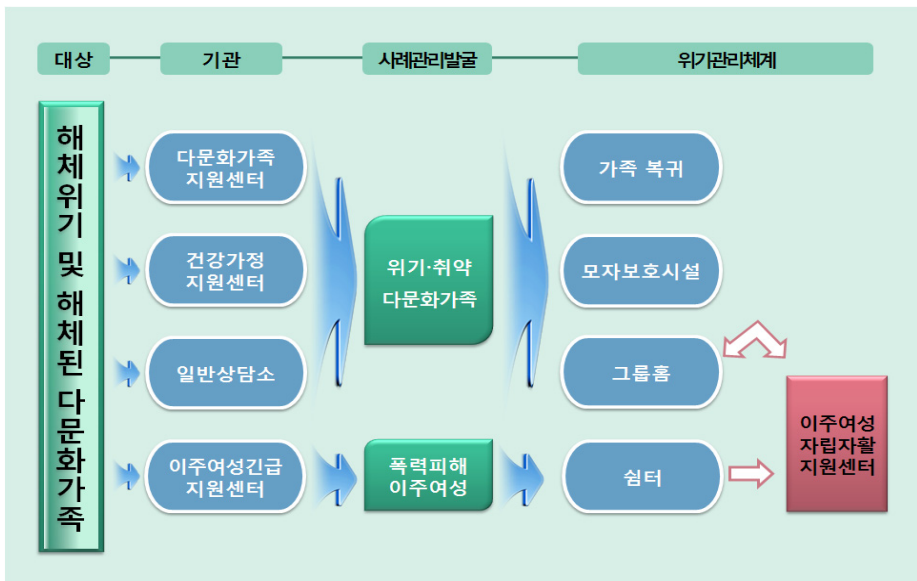 대상
기관
사례관리발굴
위기관리체계
해체위기 및 해체된 다문화가족
다문화가족
지원센터
건강가정
지원센터
일반상담소
이주여성긴급
지원센터
위기·취약
다문화가족
폭력피해
이주여성
가족 복귀
모자보호시설
그룹홈
쉼터
이주여성
자립자활
지원센터